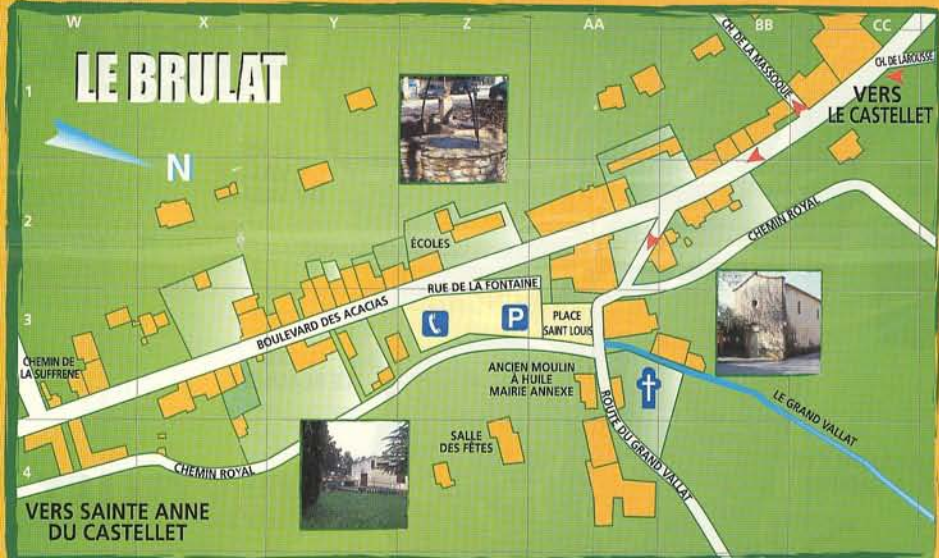 W X Y Z AA BB CC
LE BRULAT
1
CH. DE LA MASSOQUE
CH. DE LAROUSSE
VERS
LE CASTELLET
N
2
ÉCOLES
CHEMIN ROYAL
RUE DE LA FONTAINE
BOULEVARD DES ACACIAS
P
PLACE
SAINT LOUIS
3
CHEMIN DE
LA SUFFRENE
ANCIEN MOULIN
À HUILE
MAIRIE ANNEXE
LE GRAND VALLAT
ROUTE DU GRAND VALLAT
SALLE
DES FÊTES
4
CHEMIN ROYAL
VERS SAINTE ANNE
DU CASTELLET